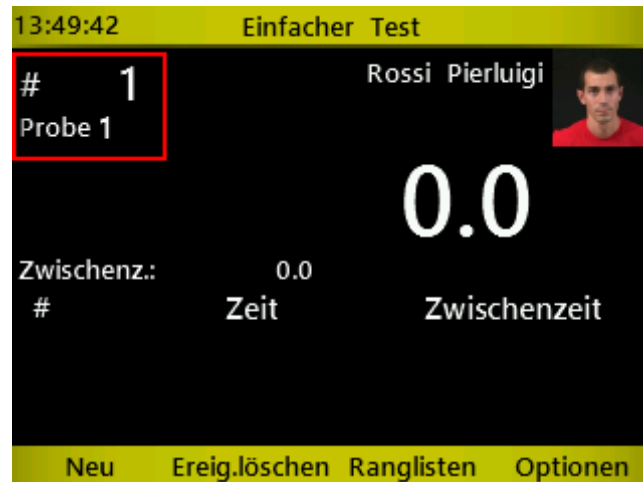 13:49:42 Einfacher Test
# 1 Rossi Pierluigi
Probe 1
0.0
Zwischenz.: 0.0
# Zeit Zwischenzeit
Neu Ereig.löschen Ranglisten Optionen